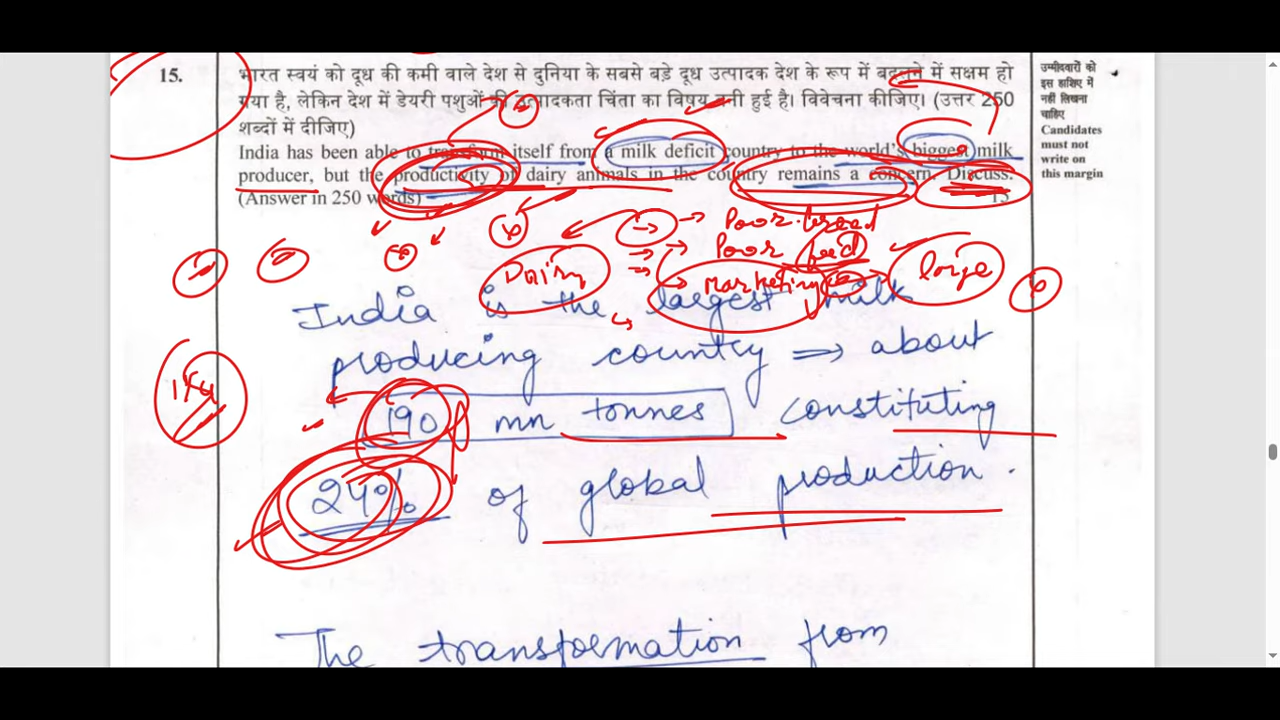 15.
भारत स्वयं को दूध की कमी वाले देश से दुनिया के सबसे बड़े दूध उत्पादक देश के रूप में बदलने में सक्षम हो
गया है, लेकिन देश में डेयरी पशुओं की उत्पादकता चिंता का विषय बनी हुई है। विवेचना कीजिए। (उत्तर 250
शब्दों में दीजिए)
India has been able to transform itself from a milk deficit country to the world's biggest milk
producer, but the productivity of dairy animals in the country remains a concern. Discuss.
(Answer in 250 words) 15
उम्मीदवारों को
इस हाशिए में
नहीं लिखना
चाहिए
Candidates
must not
write on
this margin
Poor breed
Poor feed
Dairy
marketing
large
India is the largest milk
producing country ⇒ about
190 mn tonnes constituting
24% of global production.
The transformation from